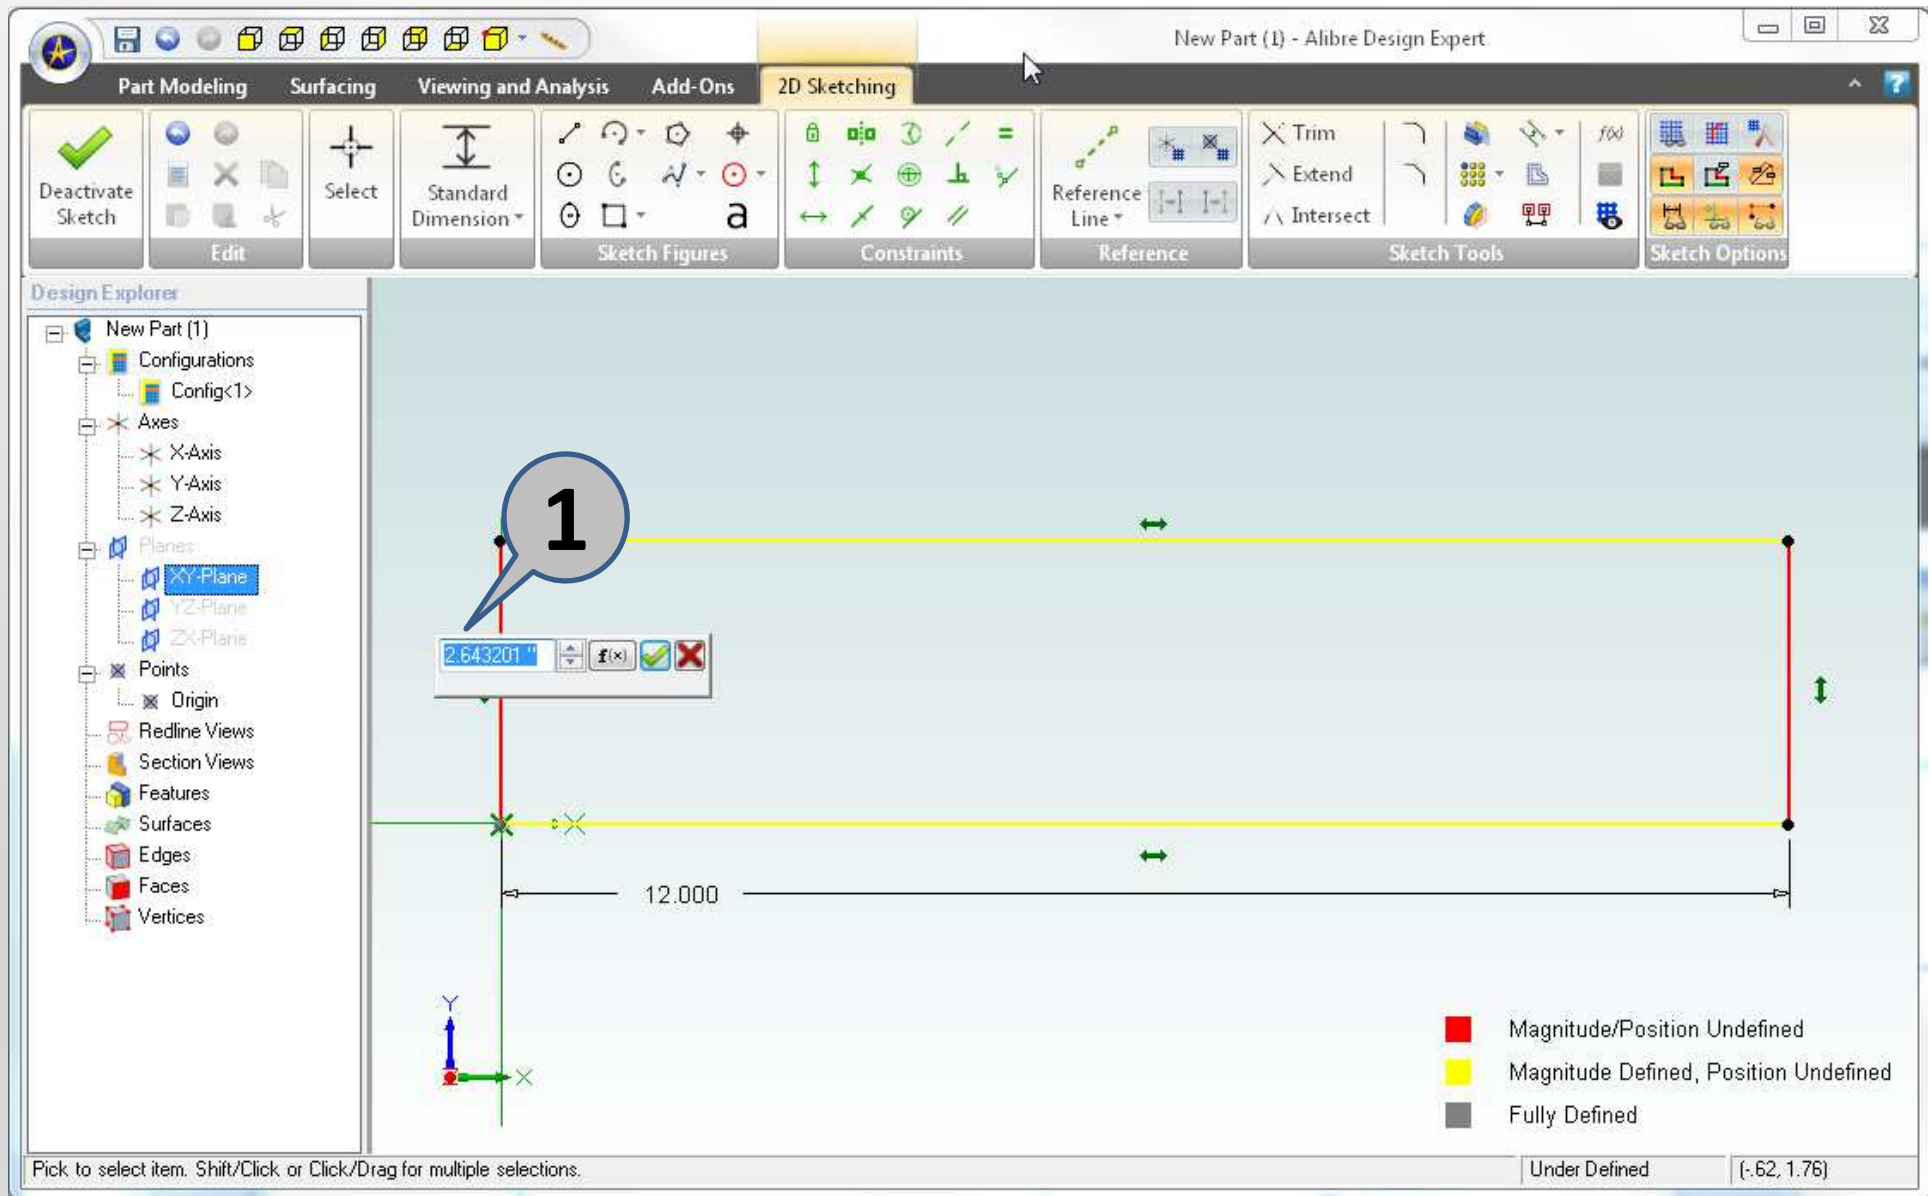 New Part (1) - Alibre Design Expert
Part Modeling
Surfacing
Viewing and Analysis
Add-Ons
2D Sketching
?
Deactivate
Sketch
Edit
Select
Standard
Dimension
a
Sketch Figures
Constraints
Reference
Line
Reference
Trim
Extend
Intersect
f(x)
Sketch Tools
Sketch Options
Design Explorer
New Part (1)
Configurations
Config<1>
Axes
X-Axis
Y-Axis
Z-Axis
Planes
XY-Plane
YZ-Plane
ZX-Plane
Points
Origin
Redline Views
Section Views
Features
Surfaces
Edges
Faces
Vertices
1
2.643201 "
f(x)
X
12.000
Y
X
Magnitude/Position Undefined
Magnitude Defined, Position Undefined
Fully Defined
Pick to select item. Shift/Click or Click/Drag for multiple selections.
Under Defined
(-.62, 1.76)